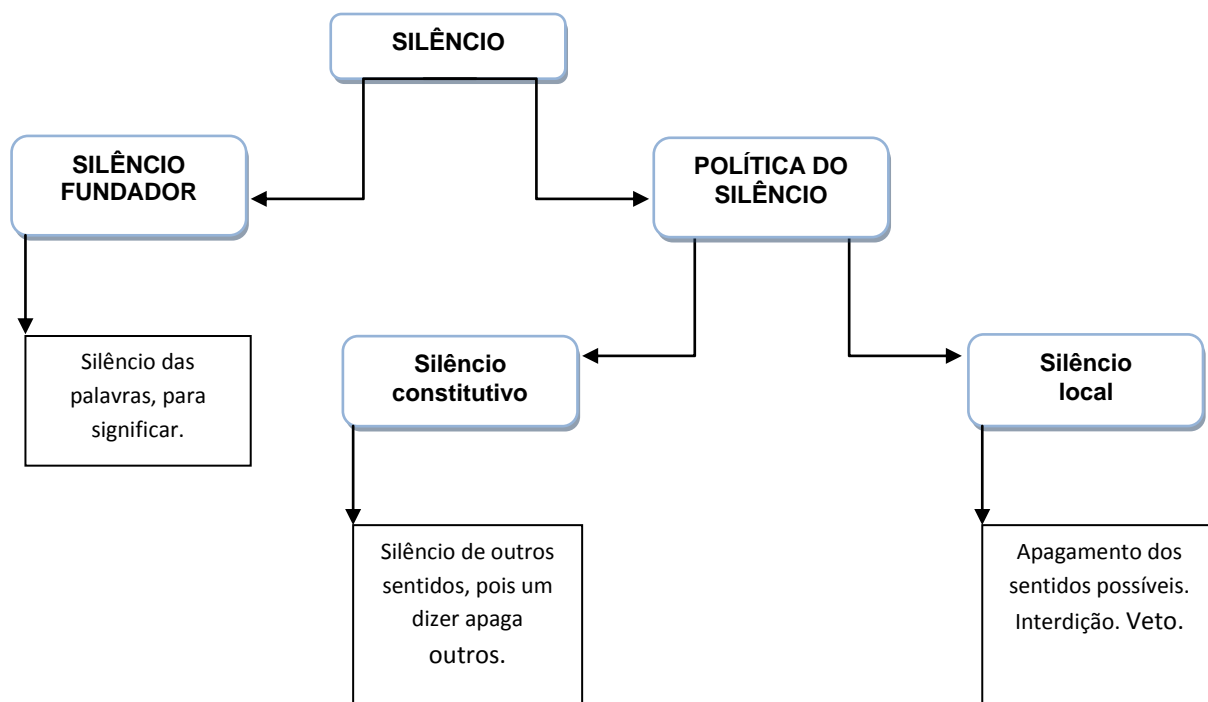 SILÊNCIO
SILÊNCIO
FUNDADOR
POLÍTICA DO
SILÊNCIO
Silêncio das
palavras, para
significar.
Silêncio
constitutivo
Silêncio
local
Silêncio de outros
sentidos, pois um
dizer apaga
outros.
Apagamento dos
sentidos possíveis.
Interdição. Veto.